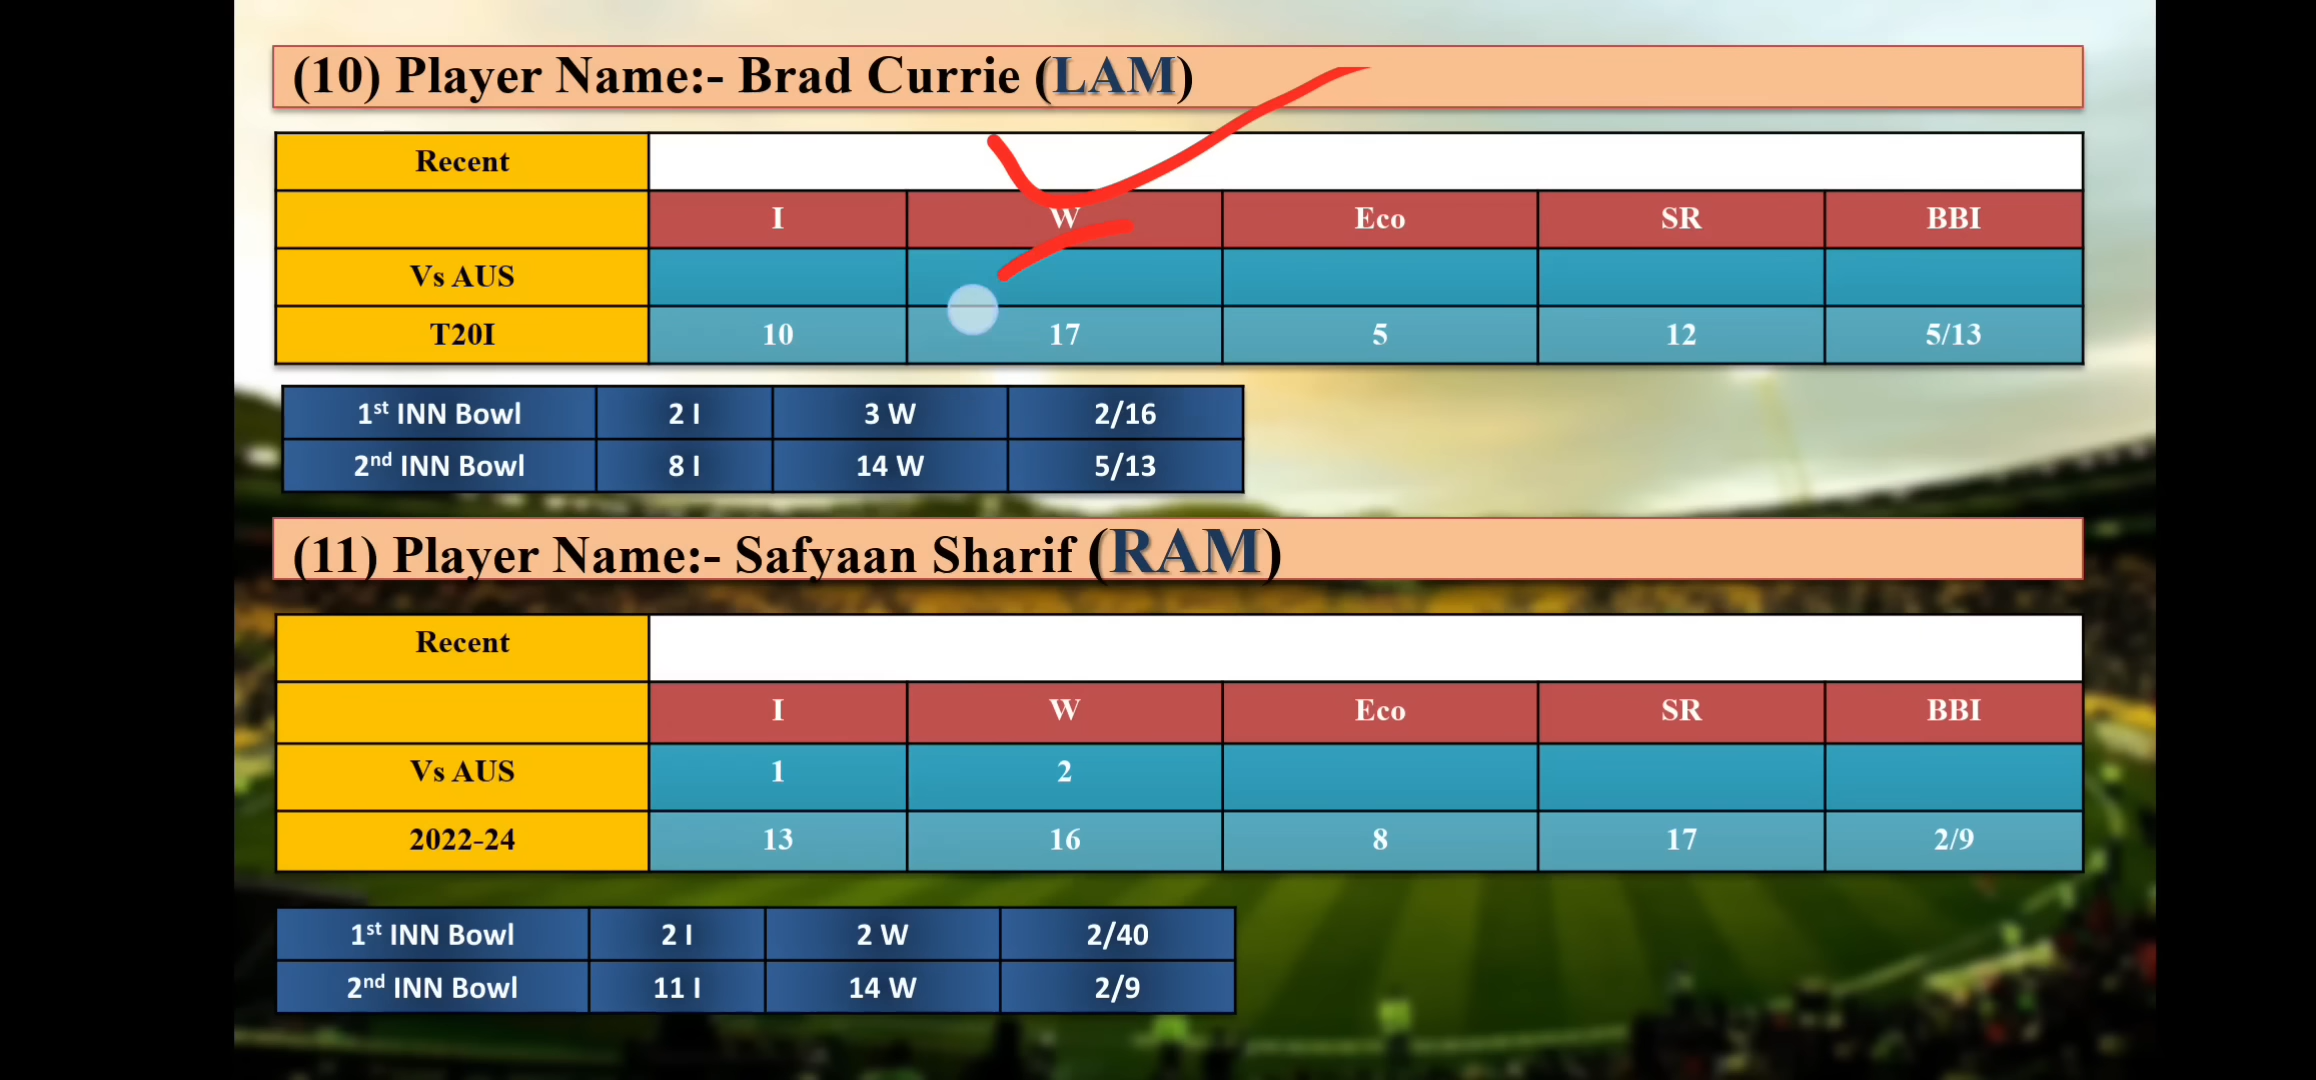 (10) Player Name:- Brad Currie (LAM)
Recent
I W Eco SR BBI
Vs AUS
T20I 10 17 5 12 5/13
1st INN Bowl 2 I 3 W 2/16
2nd INN Bowl 8 I 14 W 5/13
(11) Player Name:- Safyaan Sharif (RAM)
Recent
I W Eco SR BBI
Vs AUS 1 2
2022-24 13 16 8 17 2/9
1st INN Bowl 2 I 2 W 2/40
2nd INN Bowl 11 I 14 W 2/9